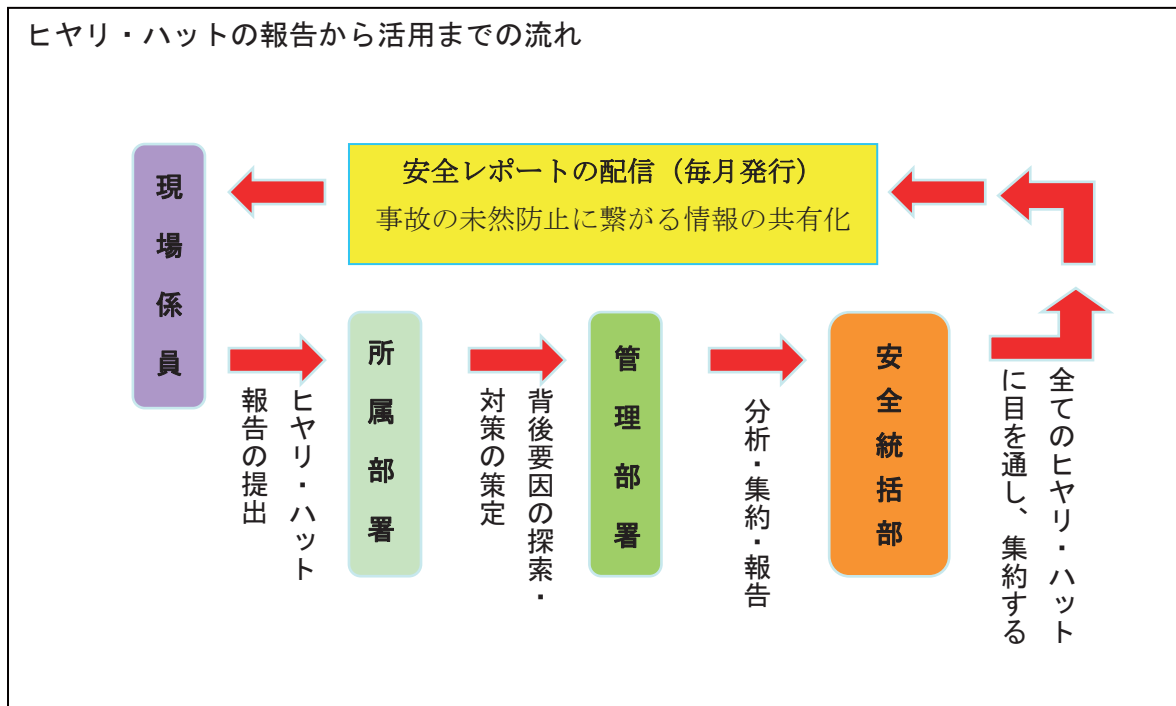 ヒヤリ・ハットの報告から活用までの流れ
安全レポートの配信（毎月発行）
事故の未然防止に繋がる情報の共有化
現場係員
ヒヤリ・ハット
報告の提出
所属部署
背後要因の探索・
対策の策定
管理部署
分析・集約・報告
安全統括部
全てのヒヤリ・ハット
に目を通し、集約する